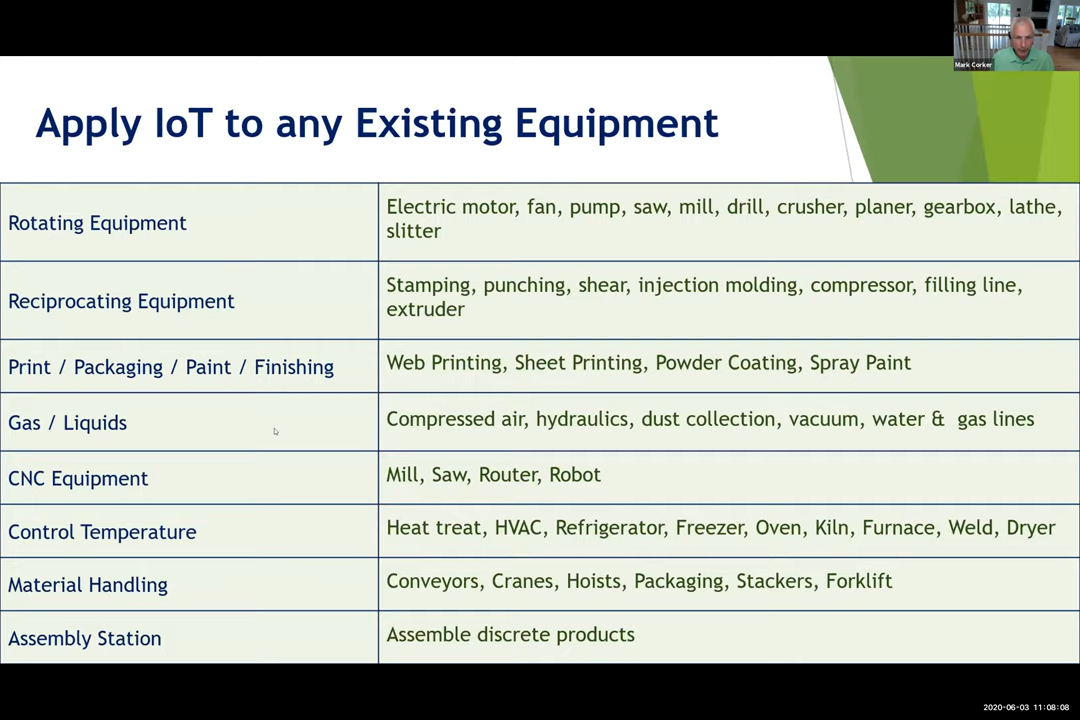 Mark Corker
Apply IoT to any Existing Equipment
Rotating Equipment
Electric motor, fan, pump, saw, mill, drill, crusher, planer, gearbox, lathe,
slitter
Reciprocating Equipment
Stamping, punching, shear, injection molding, compressor, filling line,
extruder
Print / Packaging / Paint / Finishing
Web Printing, Sheet Printing, Powder Coating, Spray Paint
Gas / Liquids
Compressed air, hydraulics, dust collection, vacuum, water & gas lines
CNC Equipment
Mill, Saw, Router, Robot
Control Temperature
Heat treat, HVAC, Refrigerator, Freezer, Oven, Kiln, Furnace, Weld, Dryer
Material Handling
Conveyors, Cranes, Hoists, Packaging, Stackers, Forklift
Assembly Station
Assemble discrete products
2020-06-03 11:08:08